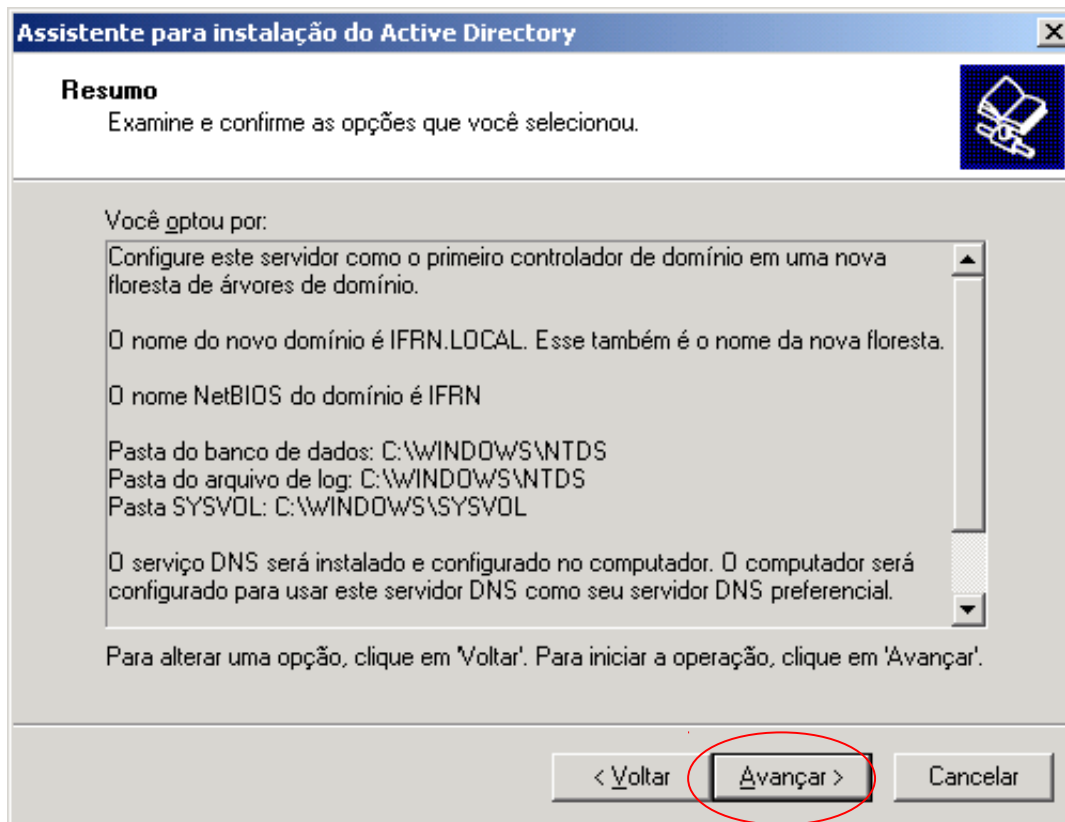 Assistente para instalação do Active Directory
Resumo
Examine e confirme as opções que você selecionou.
Você optou por:
Configure este servidor como o primeiro controlador de domínio em uma nova
floresta de árvores de domínio.
O nome do novo domínio é IFRN.LOCAL. Esse também é o nome da nova floresta.
O nome NetBIOS do domínio é IFRN
Pasta do banco de dados: C:\WINDOWS\NTDS
Pasta do arquivo de log: C:\WINDOWS\NTDS
Pasta SYSVOL: C:\WINDOWS\SYSVOL
O serviço DNS será instalado e configurado no computador. O computador será
configurado para usar este servidor DNS como seu servidor DNS preferencial.
Para alterar uma opção, clique em 'Voltar'. Para iniciar a operação, clique em 'Avançar'.
< Voltar Avançar > Cancelar